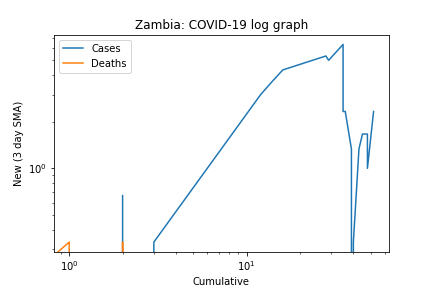 Zambia: COVID-19 log graph
Cases
Deaths
New (3 day SMA)
10⁰
10⁰
10¹
Cumulative